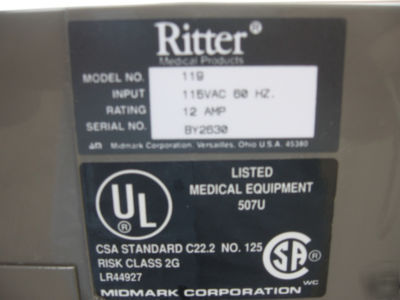 Ritter®
Medical Products
MODEL NO. 119
INPUT 115VAC 60 HZ.
RATING 12 AMP
SERIAL NO. BY2630
Midmark Corporation, Versailles, Ohio U.S.A. 45380
UL ®
LISTED
MEDICAL EQUIPMENT
507U
CSA STANDARD C22.2 NO. 125
RISK CLASS 2G
LR44927
SA ®
MIDMARK CORPORATION WC